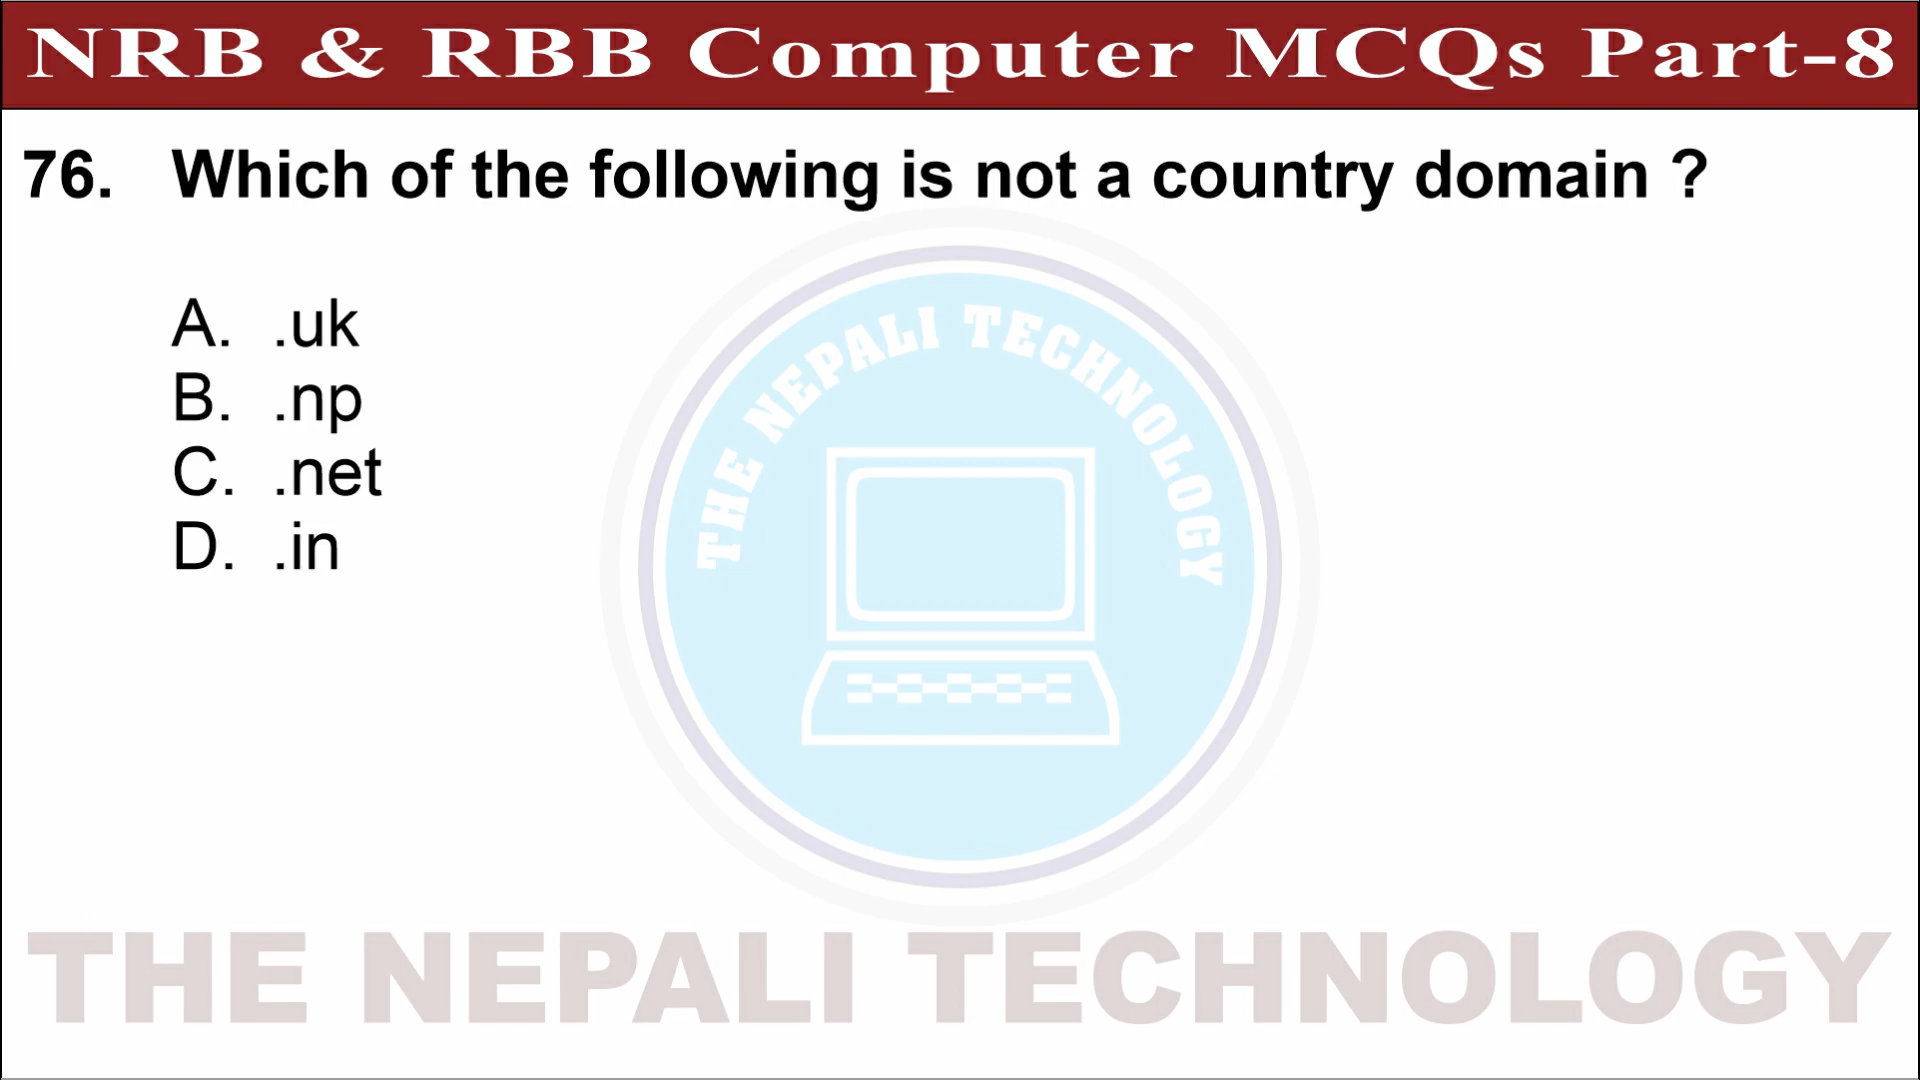 NRB & RBB Computer MCQs Part-8
76. Which of the following is not a country domain ?
A. .uk
B. .np
C. .net
D. .in
THE NEPALI TECHNOLOGY
THE NEPALI TECHNOLOGY